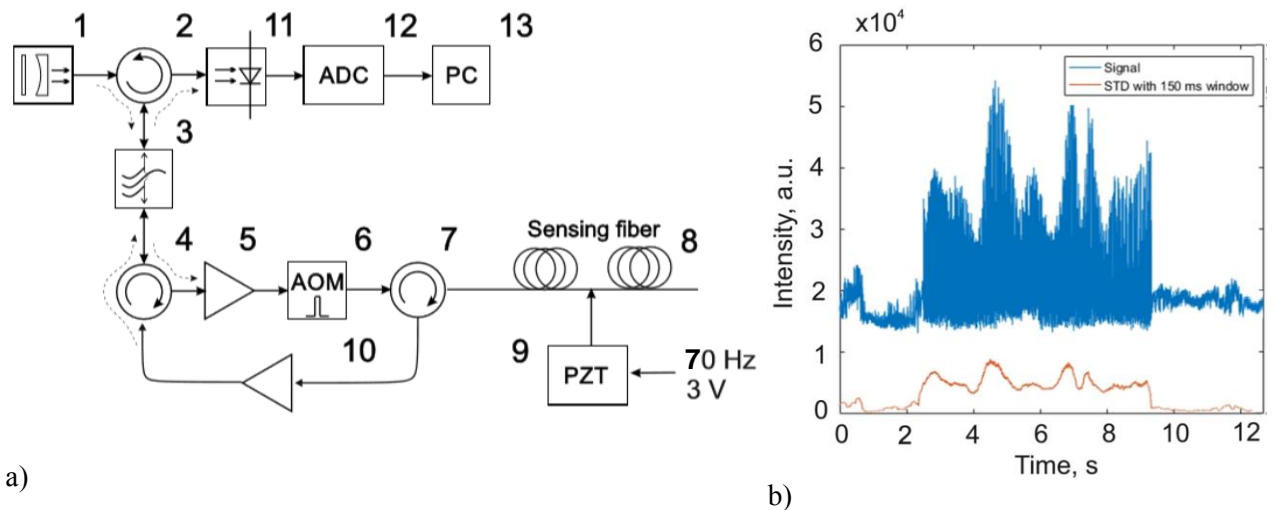 1 2 11 12 13
ADC PC
3
4 5 6 7 Sensing fiber 8
AOM
10 9 70 Hz
PZT 3 V
a)
x10⁴
6
5
4
3
2
1
0
Intensity, a.u.
Signal
STD with 150 ms window
0 2 4 6 8 10 12
Time, s
b)